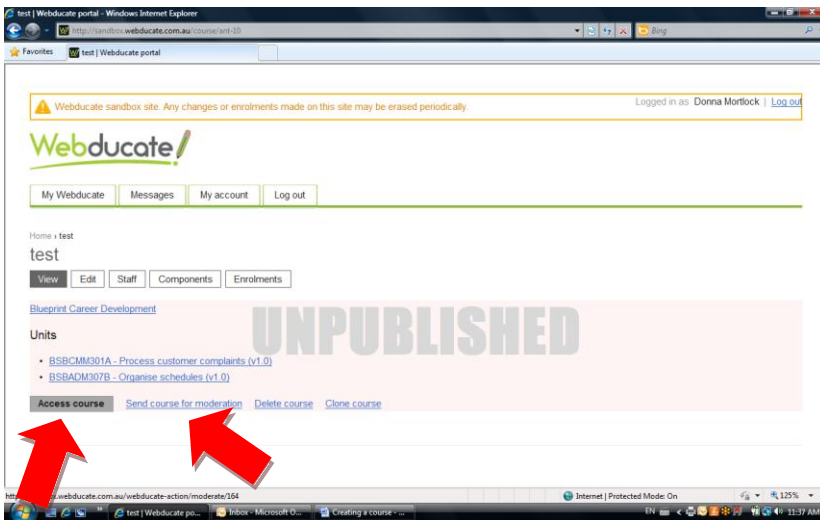 test | Webducate portal - Windows Internet Explorer
http://sandbox.webducate.com.au/course/ant-10
Bing
Favorites
test | Webducate portal
Webducate sandbox site. Any changes or enrolments made on this site may be erased periodically.
Logged in as Donna Mortlock | Log out
Webducate!
My Webducate
Messages
My account
Log out
Home › test
test
View
Edit
Staff
Components
Enrolments
Blueprint Career Development
UNPUBLISHED
Units
• BSBCMM301A - Process customer complaints (v1.0)
• BSBADM307B - Organise schedules (v1.0)
Access course
Send course for moderation
Delete course
Clone course
.webducate.com.au/webducate-action/moderate/164
Internet | Protected Mode: On
125%
test | Webducate po...
Inbox - Microsoft O...
Creating a course - ...
EN
11:37 AM